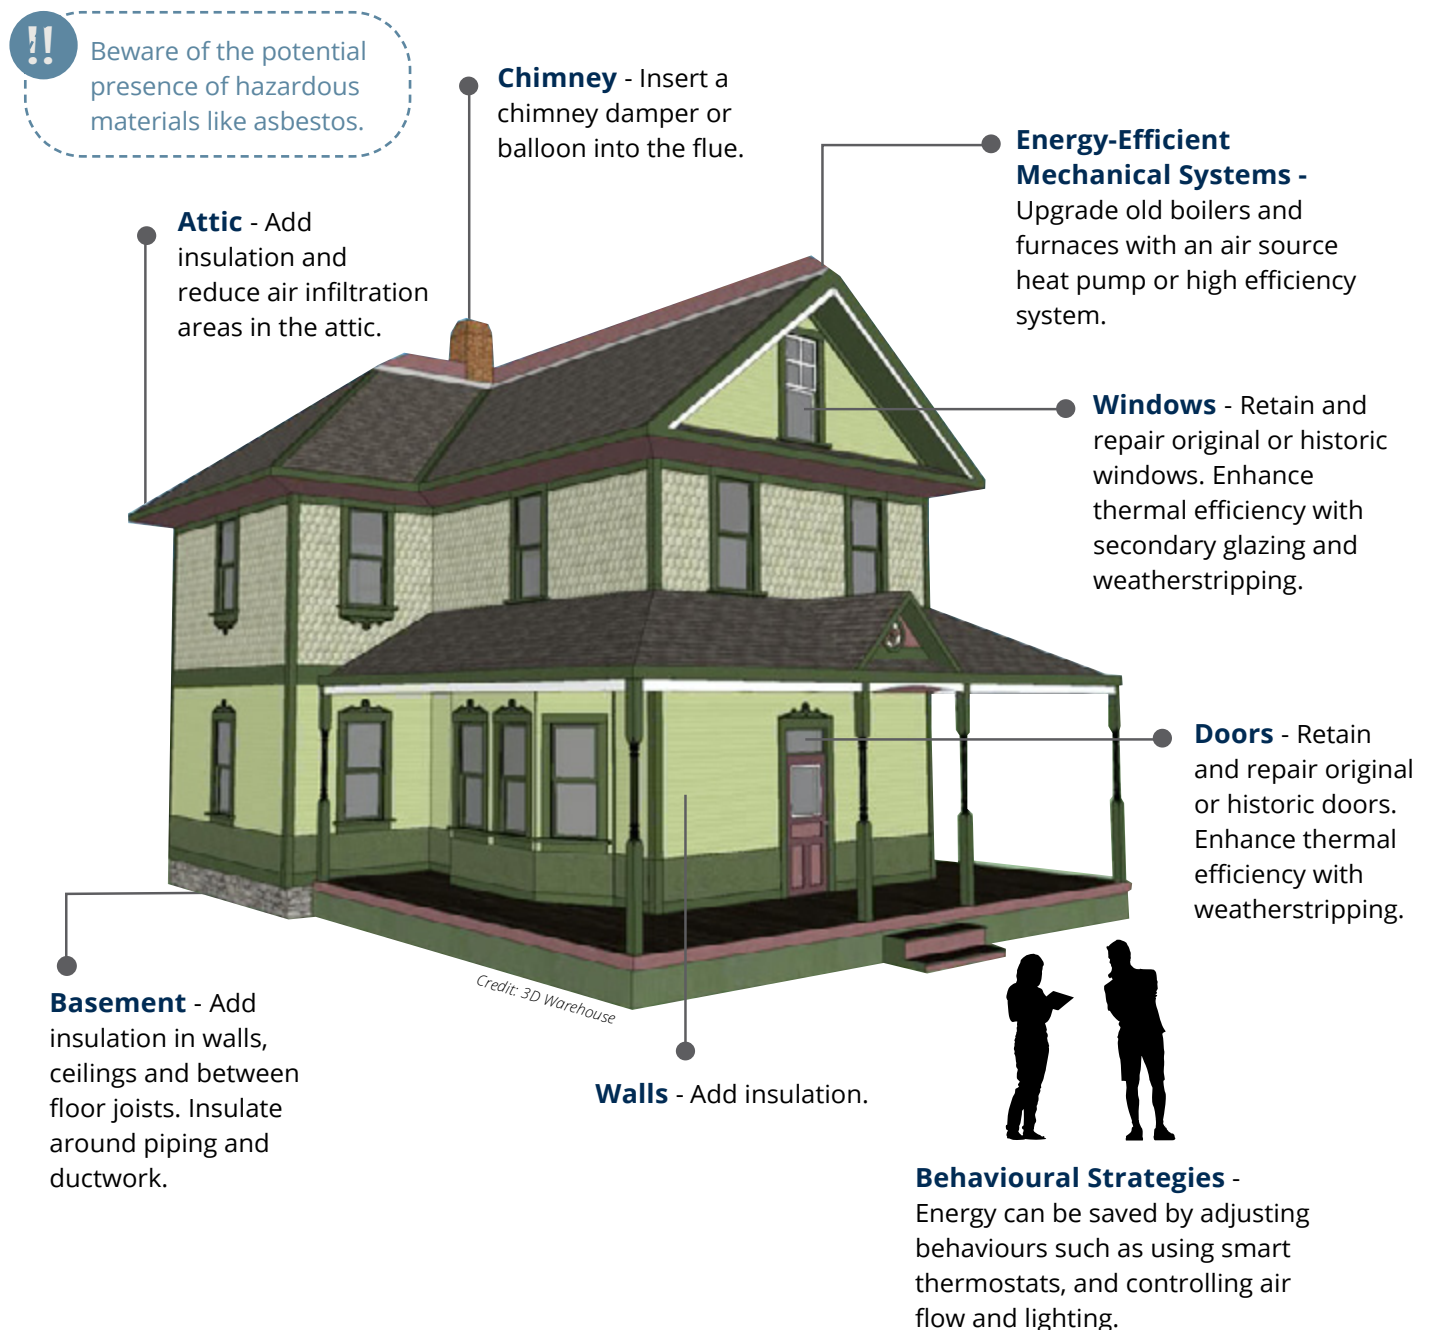 !!
Beware of the potential
presence of hazardous
materials like asbestos.
Chimney - Insert a
chimney damper or
balloon into the flue.
Energy-Efficient
Mechanical Systems -
Upgrade old boilers and
furnaces with an air source
heat pump or high efficiency
system.
Attic - Add
insulation and
reduce air infiltration
areas in the attic.
Windows - Retain and
repair original or historic
windows. Enhance
thermal efficiency with
secondary glazing and
weatherstripping.
Doors - Retain
and repair original
or historic doors.
Enhance thermal
efficiency with
weatherstripping.
Credit: 3D Warehouse
Basement - Add
insulation in walls,
ceilings and between
floor joists. Insulate
around piping and
ductwork.
Walls - Add insulation.
Behavioural Strategies -
Energy can be saved by adjusting
behaviours such as using smart
thermostats, and controlling air
flow and lighting.